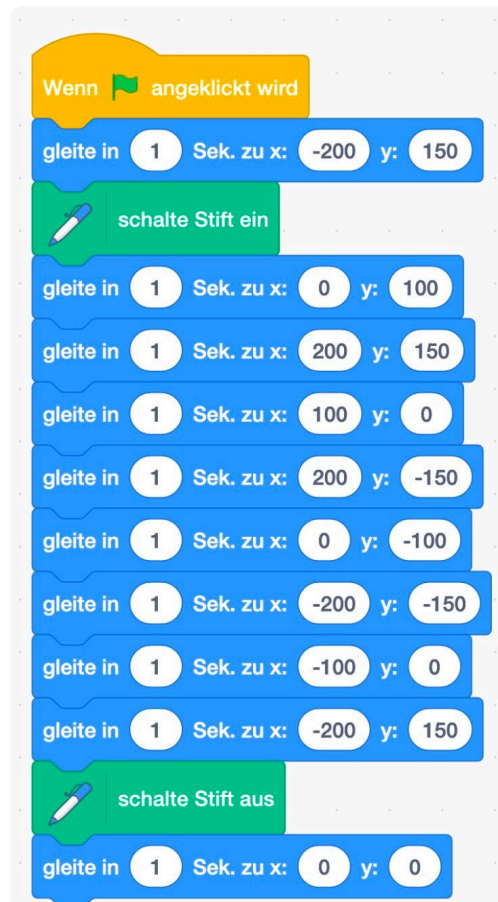 Wenn angeklickt wird
gleite in 1 Sek. zu x: -200 y: 150
schalte Stift ein
gleite in 1 Sek. zu x: 0 y: 100
gleite in 1 Sek. zu x: 200 y: 150
gleite in 1 Sek. zu x: 100 y: 0
gleite in 1 Sek. zu x: 200 y: -150
gleite in 1 Sek. zu x: 0 y: -100
gleite in 1 Sek. zu x: -200 y: -150
gleite in 1 Sek. zu x: -100 y: 0
gleite in 1 Sek. zu x: -200 y: 150
schalte Stift aus
gleite in 1 Sek. zu x: 0 y: 0